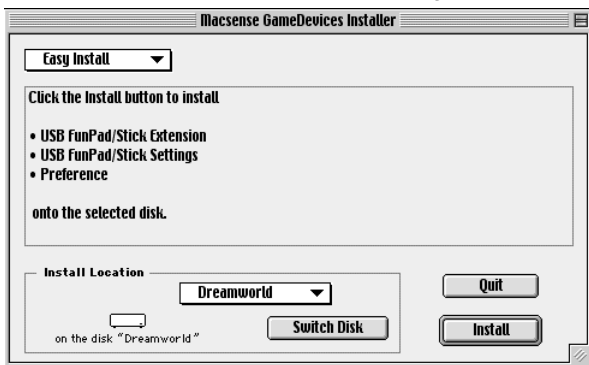 Macsense GameDevices Installer
Easy Install
Click the Install button to install
• USB FunPad/Stick Extension
• USB FunPad/Stick Settings
• Preference
onto the selected disk.
Install Location
Dreamworld
on the disk "Dreamworld"
Switch Disk
Quit
Install